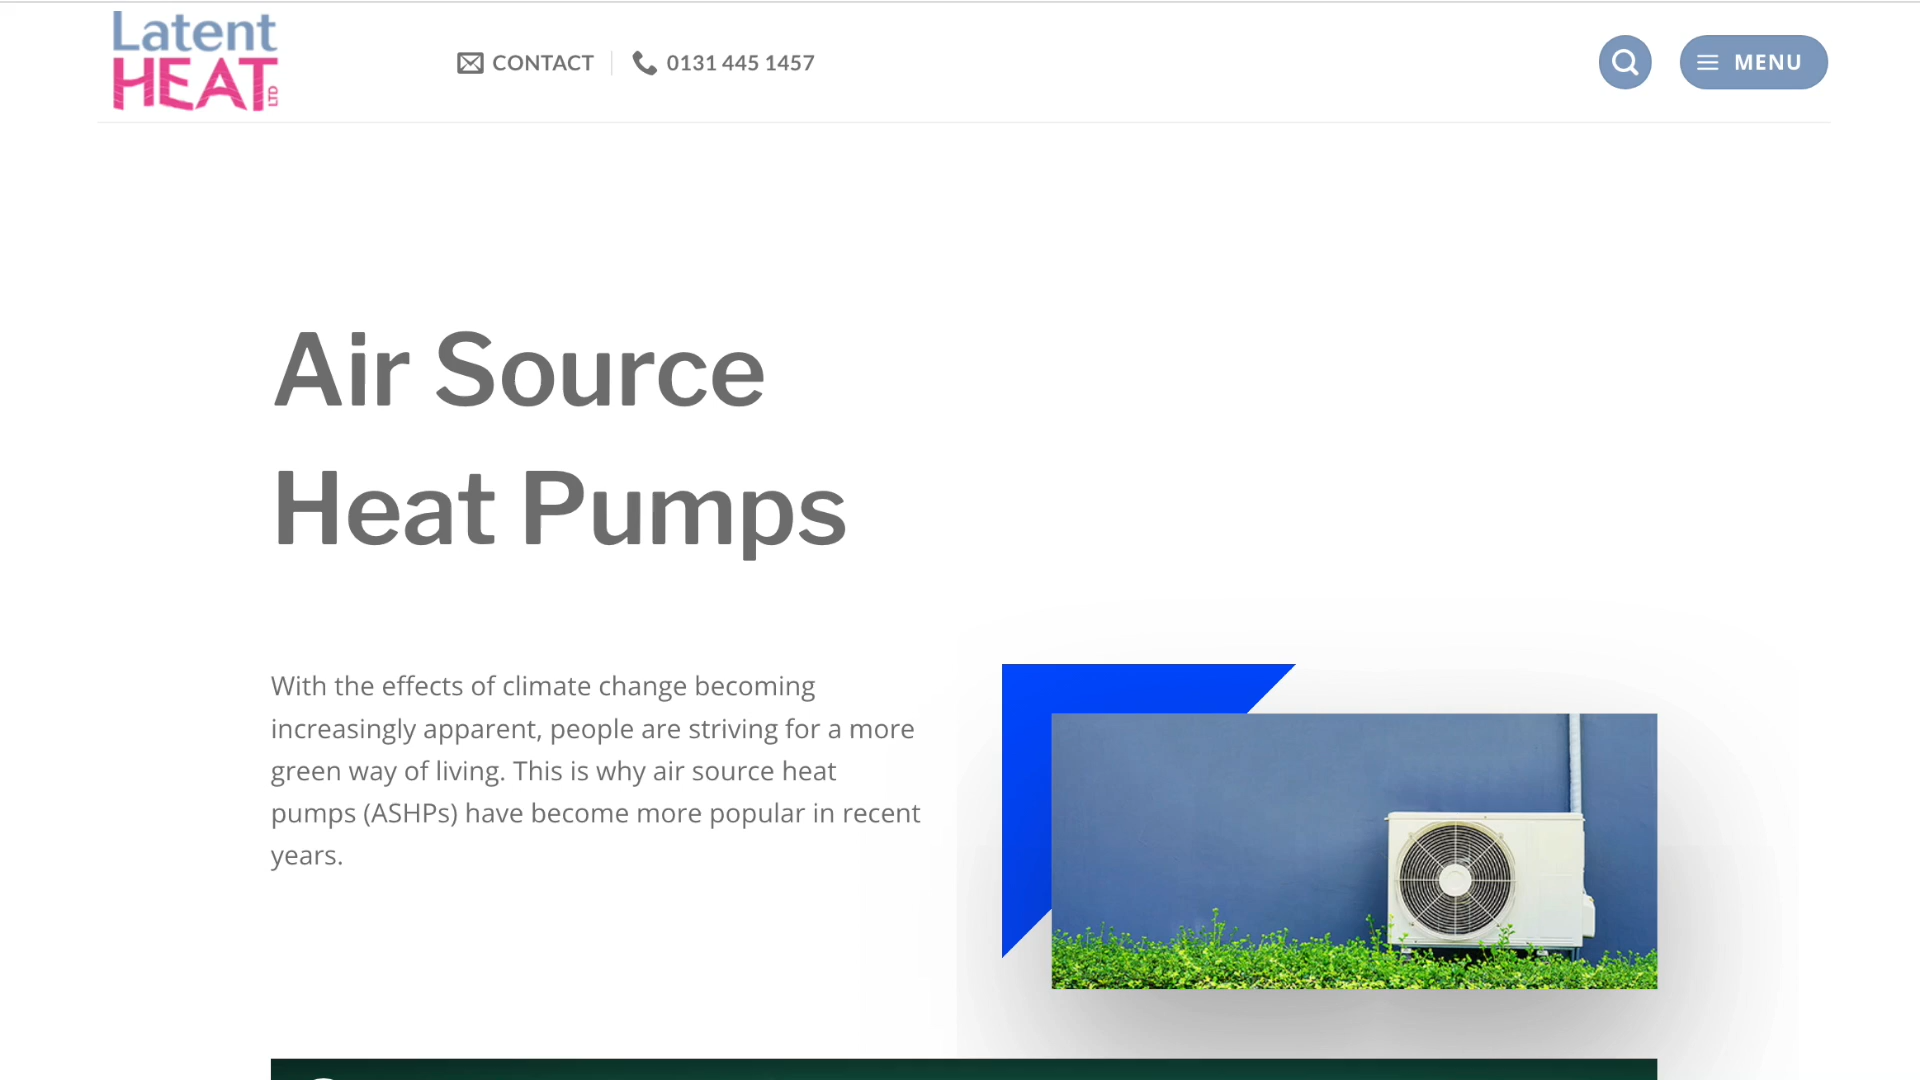 Latent
HEAT LTD
CONTACT
0131 445 1457
MENU
Air Source
Heat Pumps
With the effects of climate change becoming
increasingly apparent, people are striving for a more
green way of living. This is why air source heat
pumps (ASHPs) have become more popular in recent
years.